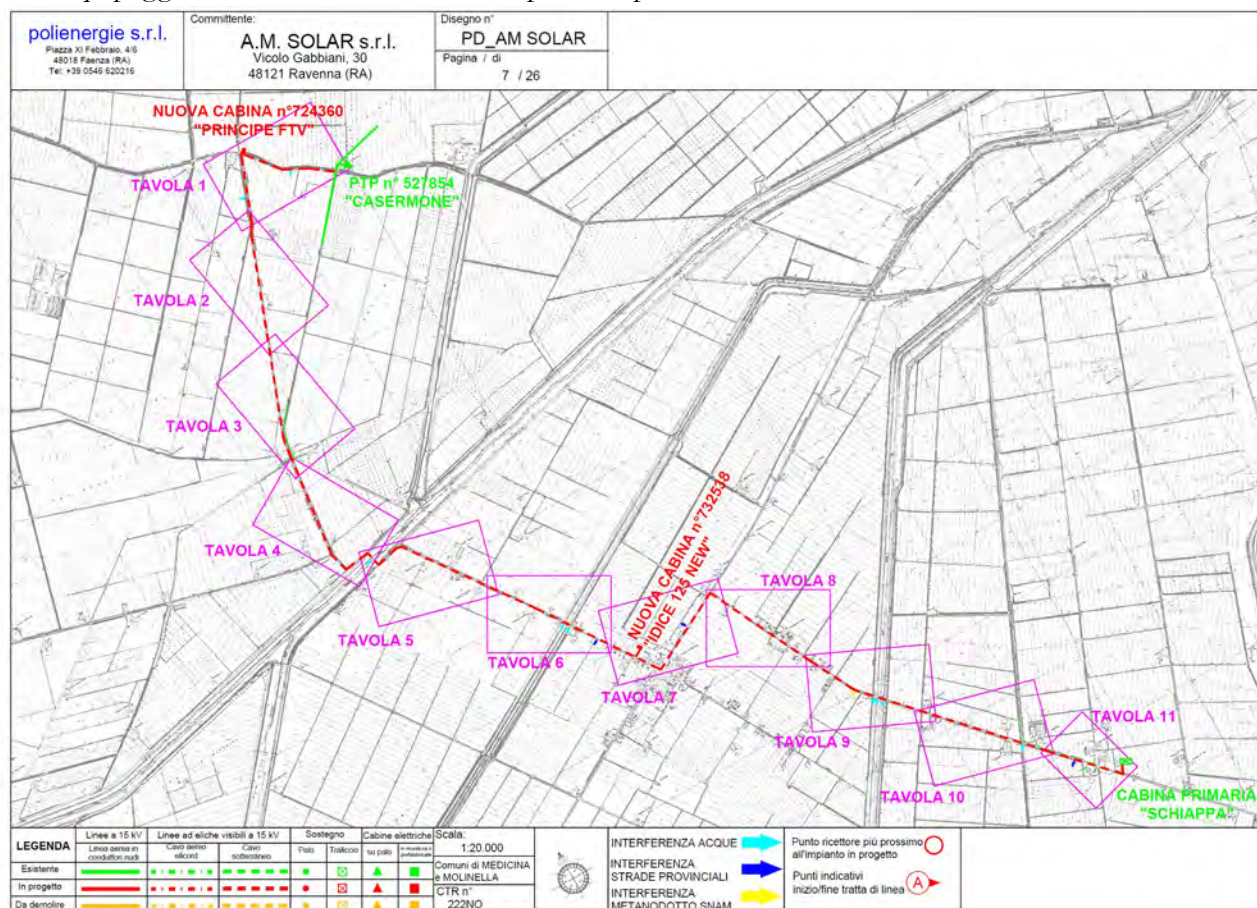 polienergie s.r.l.
Piazza XI Febbraio, 4/6
48018 Faenza (RA)
Tel: +39 0546 620216
Committente:
A.M. SOLAR s.r.l.
Vicolo Gabbiani, 30
48121 Ravenna (RA)
Disegno n°
PD_AM SOLAR
Pagina / di
7 / 26
NUOVA CABINA n°724360
"PRINCIPE FTV"
TAVOLA 1
PTP n° 527854
"CASERMONE"
TAVOLA 2
TAVOLA 3
TAVOLA 4
TAVOLA 5
TAVOLA 6
NUOVA CABINA n°732538
"IDICE 125 NEW"
TAVOLA 7
TAVOLA 8
TAVOLA 9
TAVOLA 10
TAVOLA 11
CABINA PRIMARIA
"SCHIAPPA"
LEGENDA
Linee a 15 kV
Linea aerea in
conduttori nudi
Linee ad eliche visibili a 15 kV
Cavo aereo
elicord
Cavo
sotterraneo
Sostegno
Palo
Traliccio
Cabine elettriche
su palo
Esistente
In progetto
Da demolire
Scala:
1:20.000
Comuni di MEDICINA
e MOLINELLA
CTR n°
222NO
INTERFERENZA ACQUE
INTERFERENZA
STRADE PROVINCIALI
INTERFERENZA
METANODOTTO SNAM
Punto ricettore più prossimo
all'impianto in progetto
Punti indicativi
inizio/fine tratta di linea
A